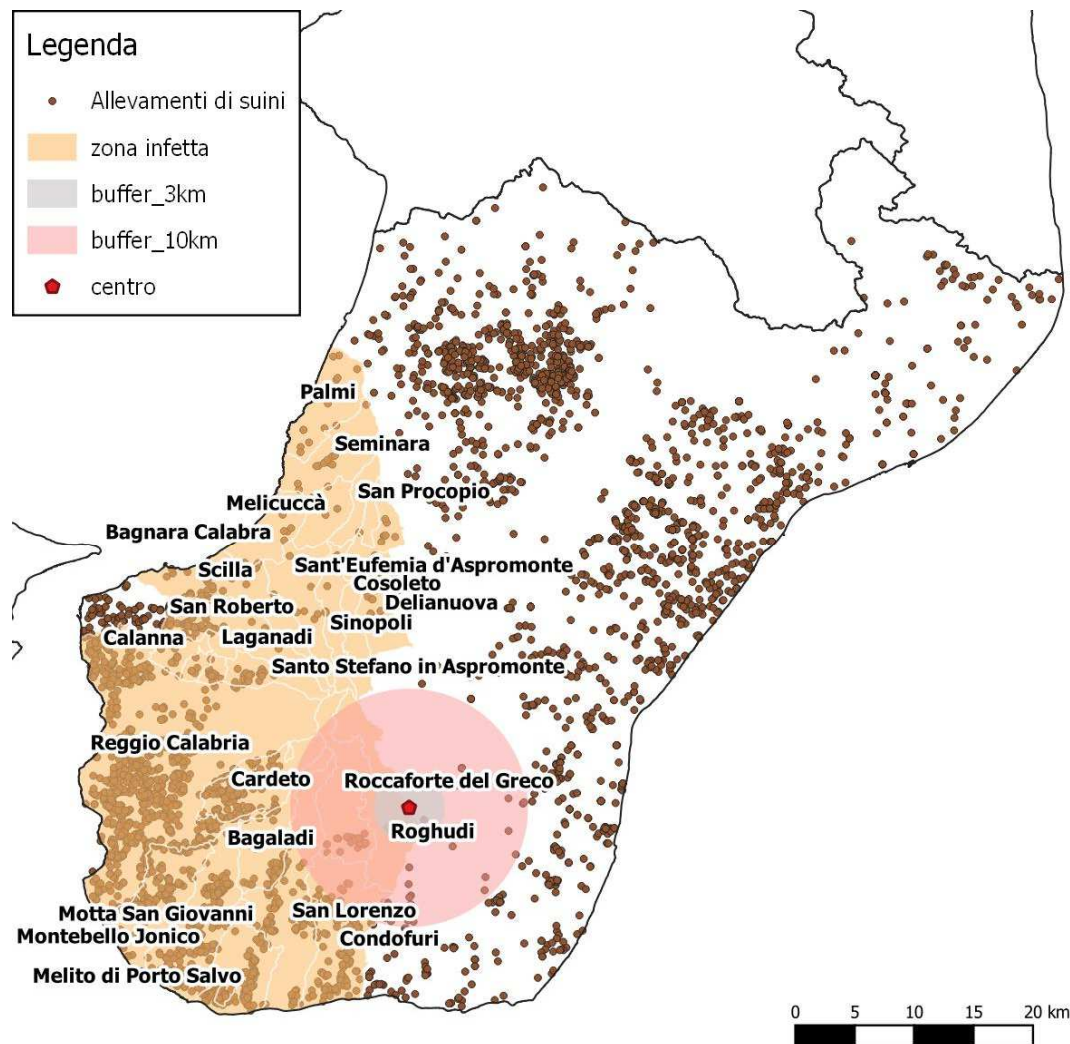 Legenda
Allevamenti di suini
zona infetta
buffer_3km
buffer_10km
centro
Palmi
Seminara
San Procopio
Melicuccà
Bagnara Calabra
Sant'Eufemia d'Aspromonte
Scilla
Cosoleto
Delianuova
San Roberto
Sinopoli
Calanna
Laganadi
Santo Stefano in Aspromonte
Reggio Calabria
Cardeto
Roccaforte del Greco
Roghudi
Bagaladi
San Lorenzo
Motta San Giovanni
Montebello Jonico
Condofuri
Melito di Porto Salvo
0 5 10 15 20 km